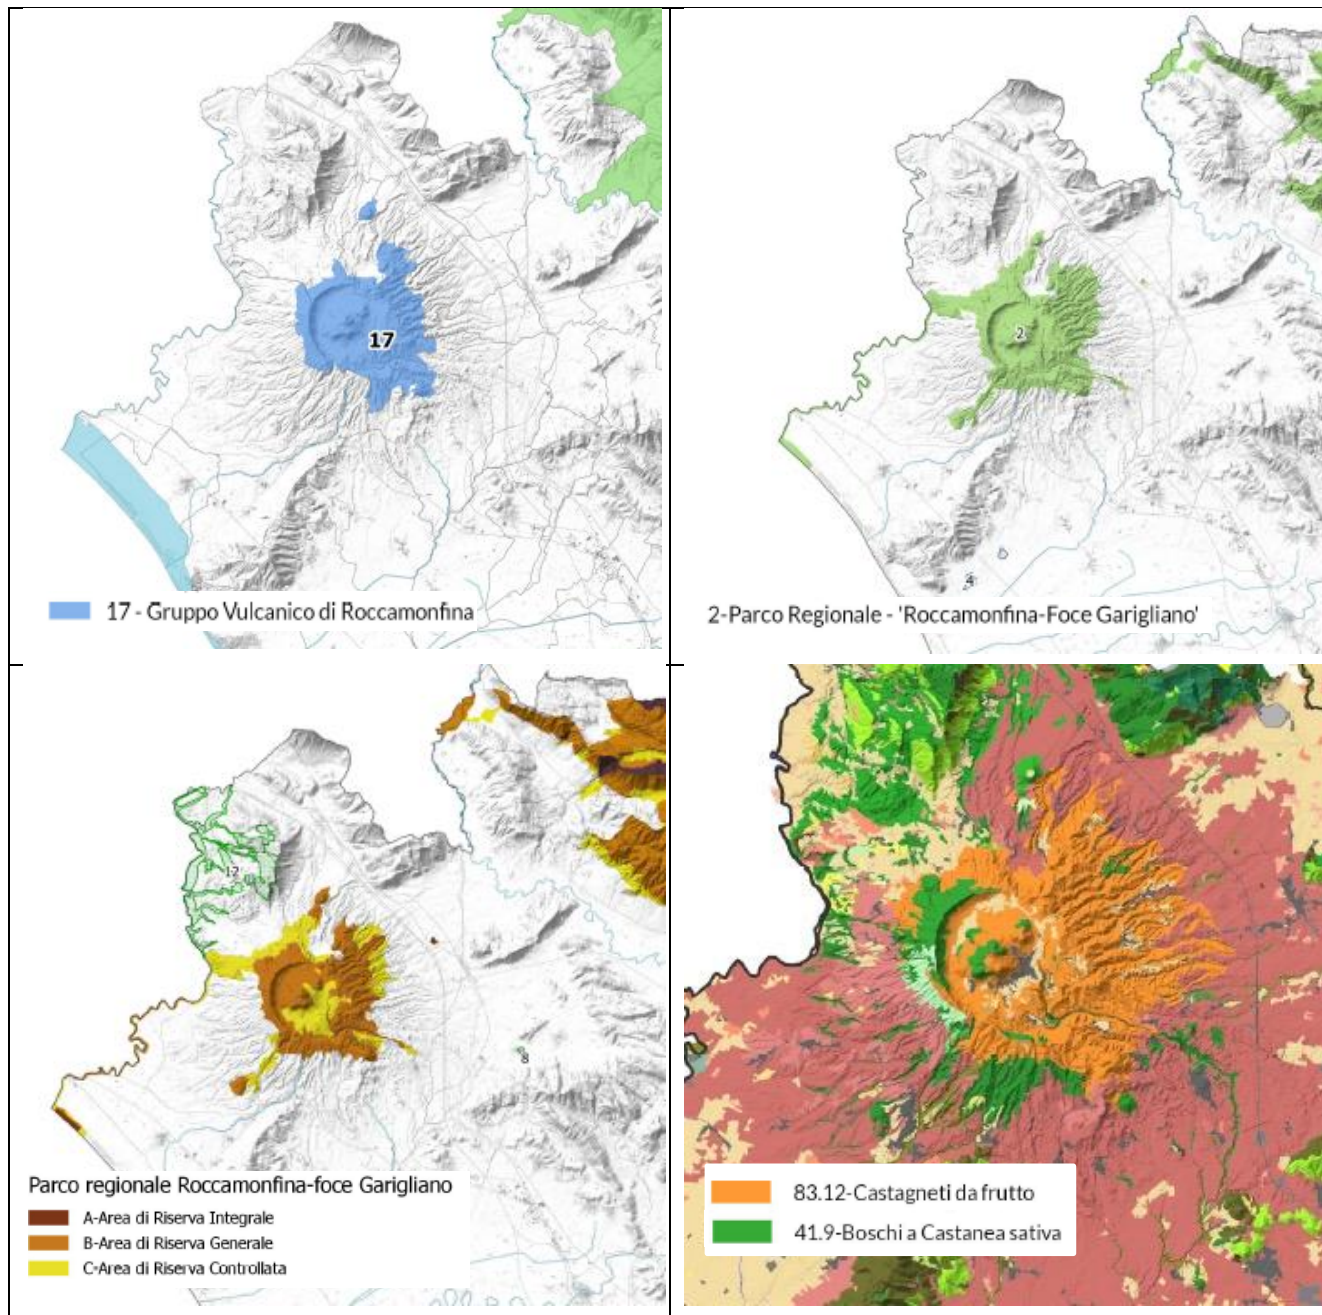 17
17 - Gruppo Vulcanico di Roccamonfina
2
4
2-Parco Regionale - 'Roccamonfina-Foce Garigliano'
12
8
Parco regionale Roccamonfina-foce Garigliano
A-Area di Riserva Integrale
B-Area di Riserva Generale
C-Area di Riserva Controllata
83.12-Castagneti da frutto
41.9-Boschi a Castanea sativa